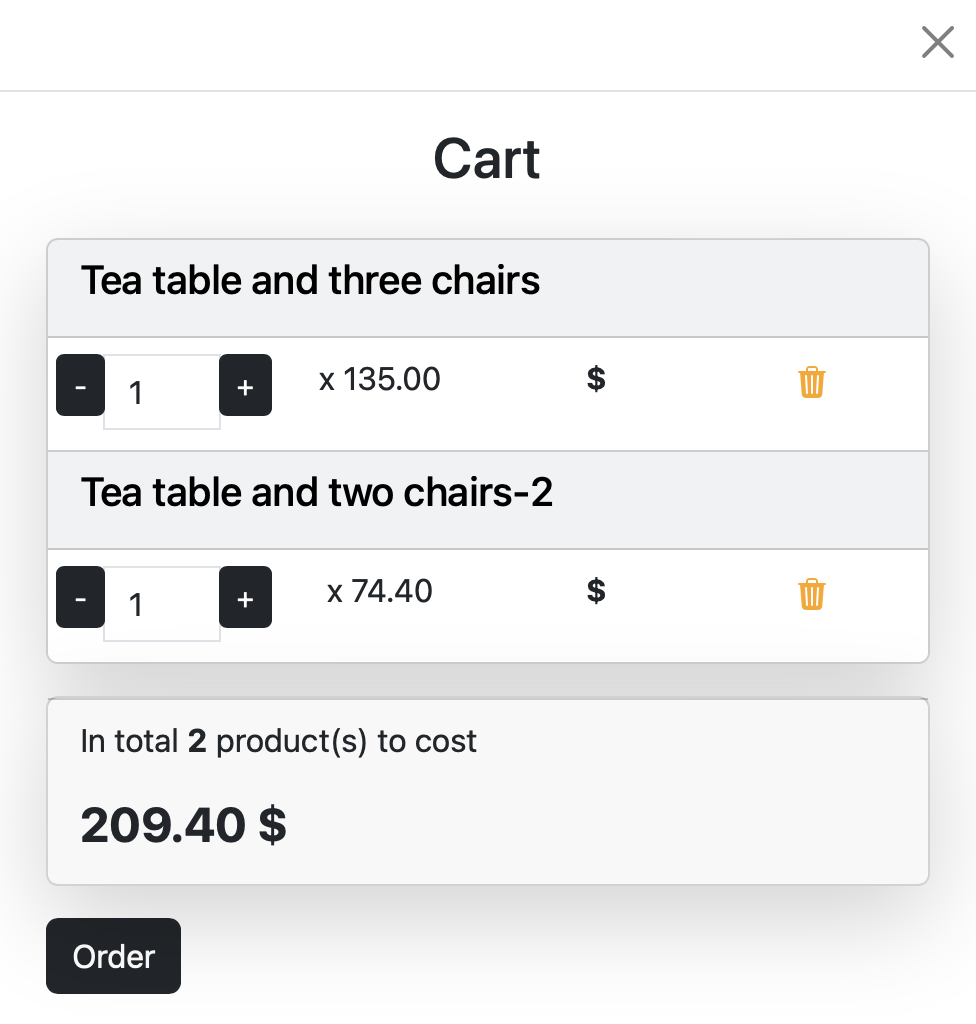 Cart
Tea table and three chairs
- 1 + x 135.00 $
Tea table and two chairs-2
- 1 + x 74.40 $
In total 2 product(s) to cost
209.40 $
Order